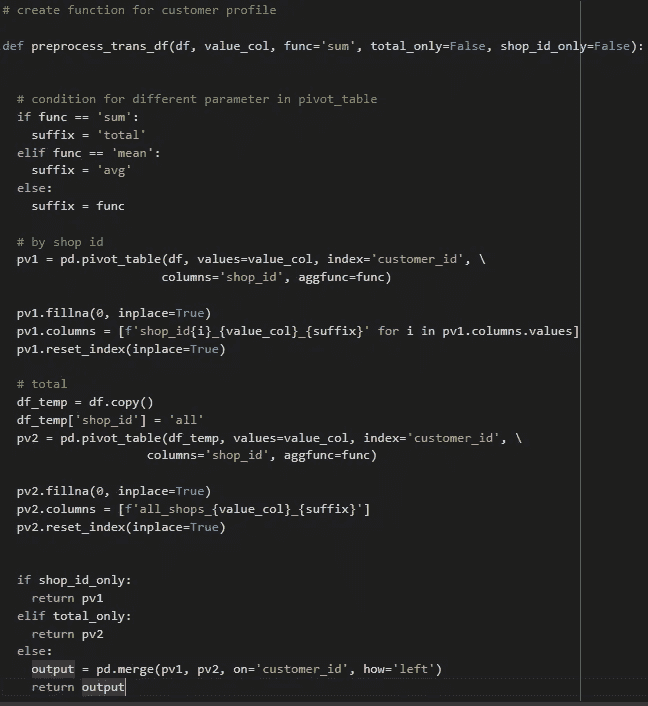 # create function for customer profile
def preprocess_trans_df(df, value_col, func='sum', total_only=False, shop_id_only=False):
# condition for different parameter in pivot_table
if func == 'sum':
suffix = 'total'
elif func == 'mean':
suffix = 'avg'
else:
suffix = func
# by shop id
pv1 = pd.pivot_table(df, values=value_col, index='customer_id', \
columns='shop_id', aggfunc=func)
pv1.fillna(0, inplace=True)
pv1.columns = [f'shop_id{i}_{value_col}_{suffix}' for i in pv1.columns.values]
pv1.reset_index(inplace=True)
# total
df_temp = df.copy()
df_temp['shop_id'] = 'all'
pv2 = pd.pivot_table(df_temp, values=value_col, index='customer_id', \
columns='shop_id', aggfunc=func)
pv2.fillna(0, inplace=True)
pv2.columns = [f'all_shops_{value_col}_{suffix}']
pv2.reset_index(inplace=True)
if shop_id_only:
return pv1
elif total_only:
return pv2
else:
output = pd.merge(pv1, pv2, on='customer_id', how='left')
return output